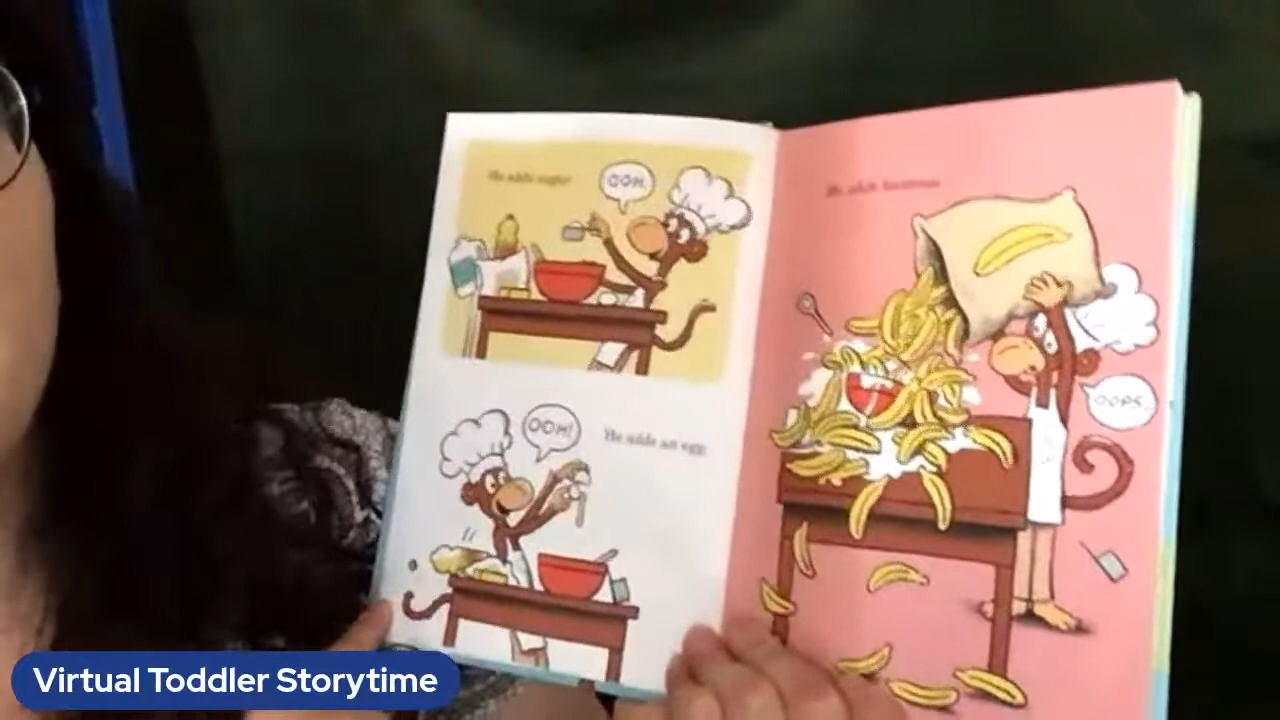 He adds sugar.
OOH.
OOH!
He adds an egg.
He adds bananas.
OOPS.
Virtual Toddler Storytime